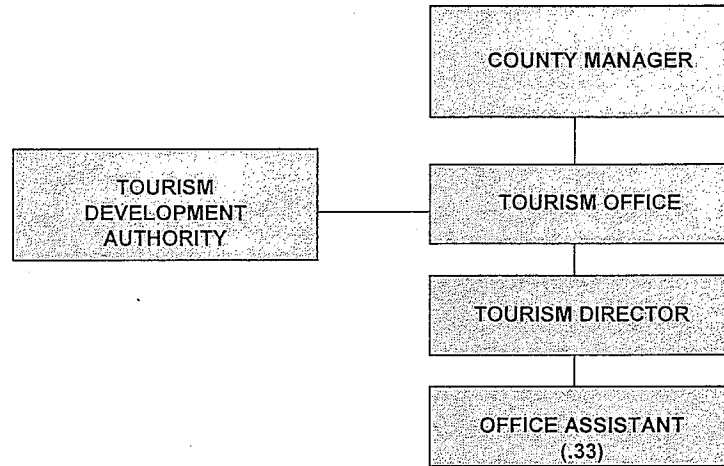 COUNTY MANAGER
TOURISM
DEVELOPMENT
AUTHORITY
TOURISM OFFICE
TOURISM DIRECTOR
OFFICE ASSISTANT
(.33)